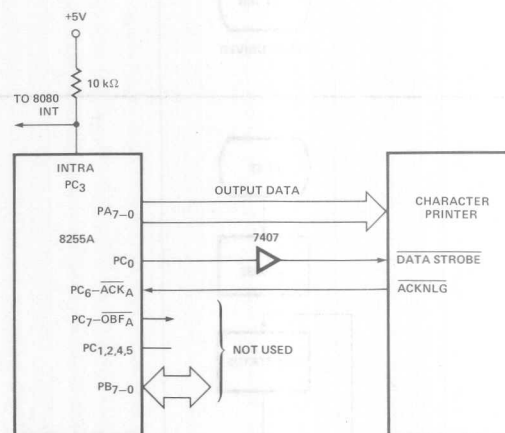 +5V
10 kΩ
TO 8080
INT
INTRA
PC3
PA7-0
OUTPUT DATA
CHARACTER
PRINTER
8255A
7407
PC0
DATA STROBE
PC6-ACKA
ACKNLG
PC7-OBFA
PC1,2,4,5
NOT USED
PB7-0